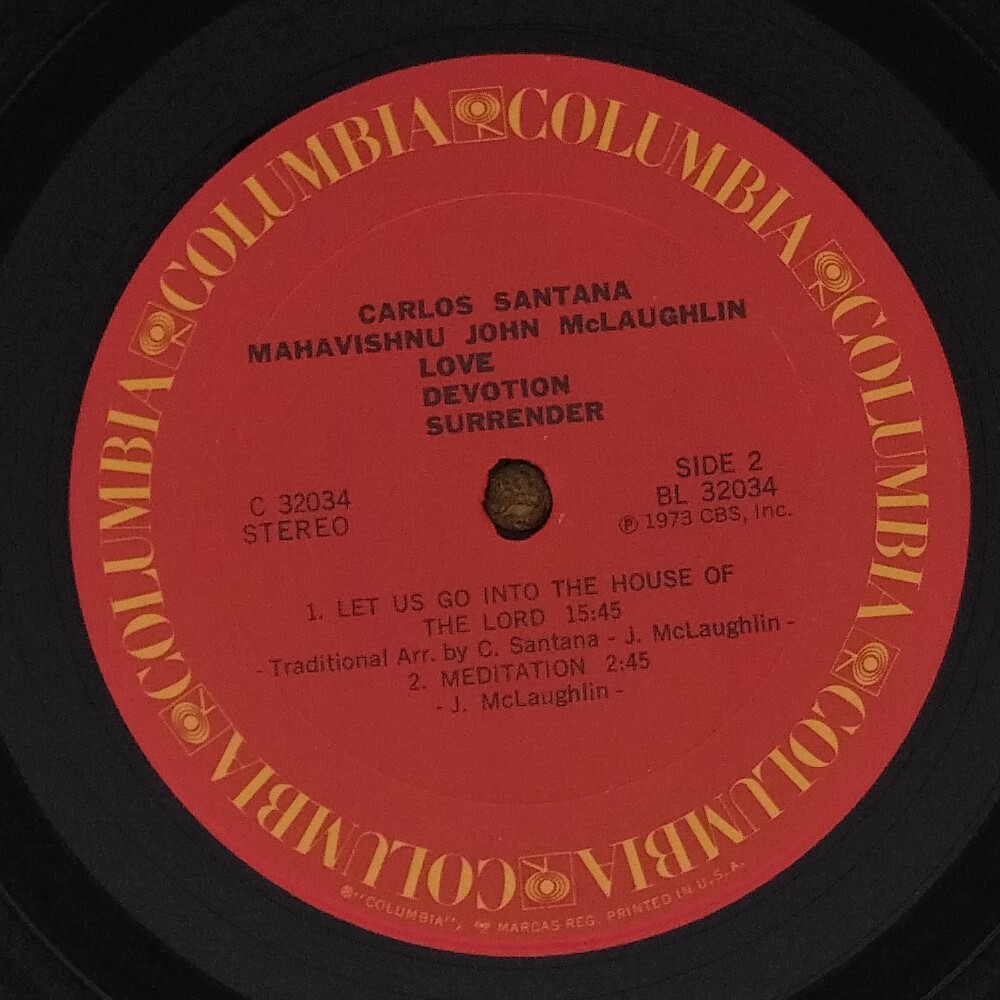 COLUMBIA COLUMBIA COLUMBIA COLUMBIA COLUMBIA COLUMBIA COLUMBIA
CARLOS SANTANA
MAHAVISHNU JOHN McLAUGHLIN
LOVE
DEVOTION
SURRENDER
C 32034
STEREO
SIDE 2
BL 32034
℗ 1973 CBS, Inc.
1. LET US GO INTO THE HOUSE OF
THE LORD 15:45
- Traditional Arr. by C. Santana - J. McLaughlin -
2. MEDITATION 2:45
- J. McLaughlin -
®"COLUMBIA", MARCAS REG. PRINTED IN U.S.A.